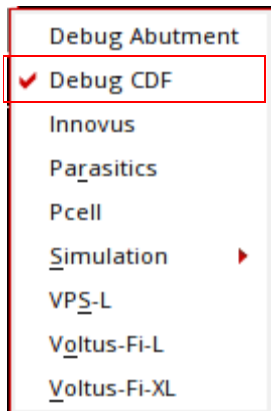 Debug Abutment
Debug CDF
Innovus
Parasitics
Pcell
Simulation
VPS-L
Voltus-Fi-L
Voltus-Fi-XL